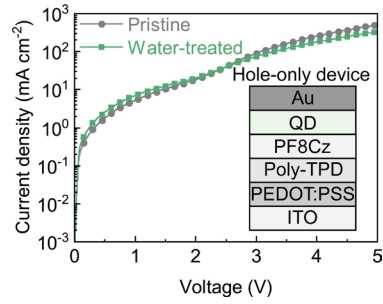 Pristine
Water-treated
Hole-only device
Au
QD
PF8Cz
Poly-TPD
PEDOT:PSS
ITO
Current density (mA cm⁻²)
10³
10²
10¹
10⁰
10⁻¹
10⁻²
10⁻³
0 1 2 3 4 5
Voltage (V)